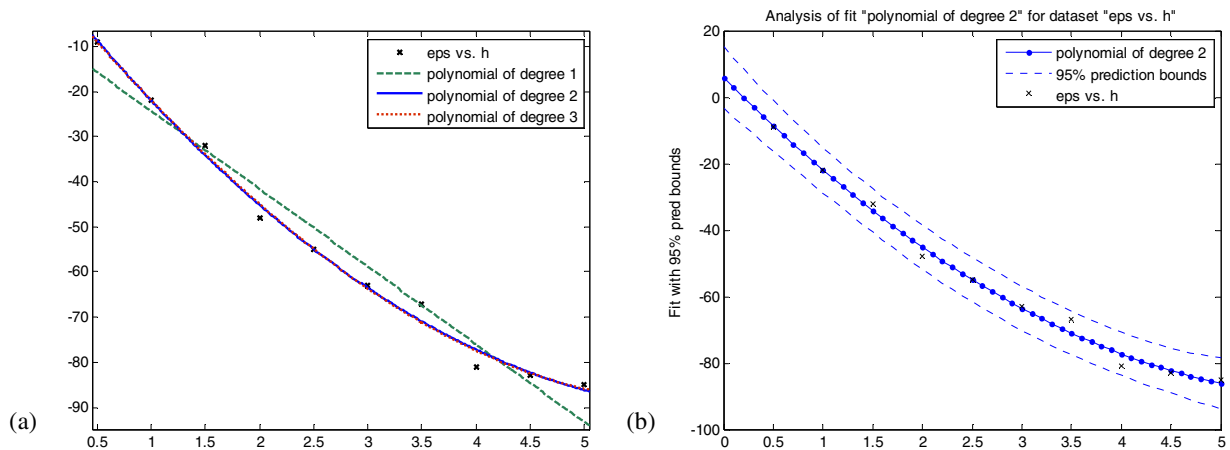 (a)
-10
-20
-30
-40
-50
-60
-70
-80
-90
0.5 1 1.5 2 2.5 3 3.5 4 4.5 5
eps vs. h
polynomial of degree 1
polynomial of degree 2
polynomial of degree 3
(b)
Analysis of fit "polynomial of degree 2" for dataset "eps vs. h"
Fit with 95% pred bounds
20
0
-20
-40
-60
-80
-100
0 0.5 1 1.5 2 2.5 3 3.5 4 4.5 5
polynomial of degree 2
95% prediction bounds
eps vs. h